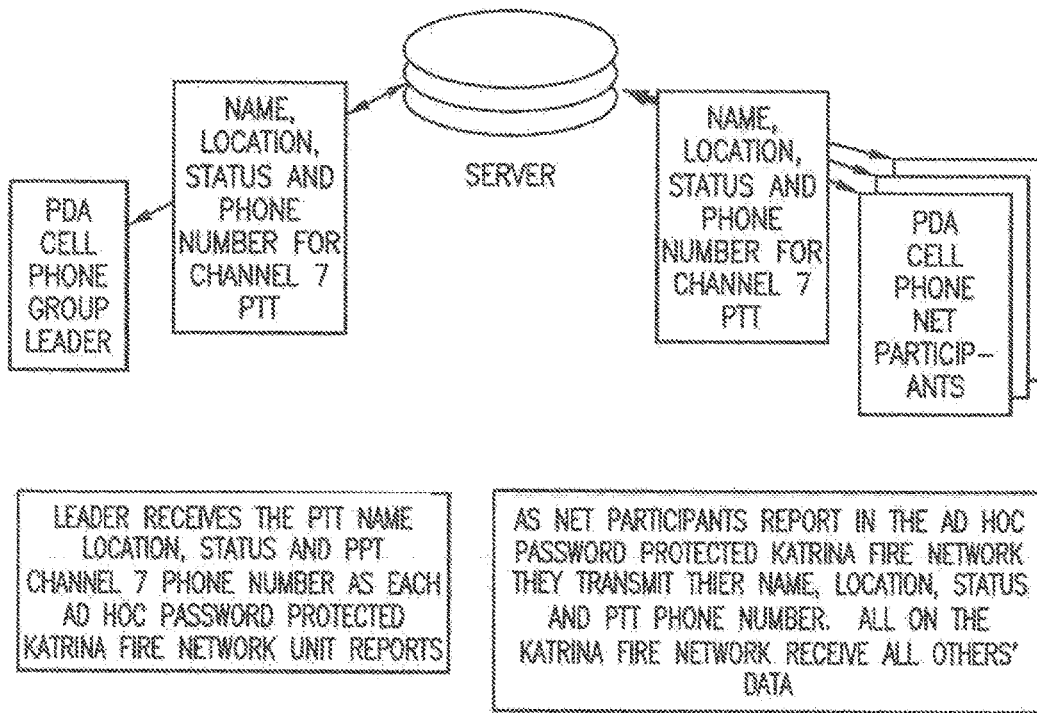 NAME,
LOCATION,
STATUS AND
PHONE
NUMBER FOR
CHANNEL 7
PTT
SERVER
NAME,
LOCATION,
STATUS AND
PHONE
NUMBER FOR
CHANNEL 7
PTT
PDA
CELL
PHONE
GROUP
LEADER
PDA
CELL
PHONE
NET
PARTICIP-
ANTS
LEADER RECEIVES THE PTT NAME
LOCATION, STATUS AND PPT
CHANNEL 7 PHONE NUMBER AS EACH
AD HOC PASSWORD PROTECTED
KATRINA FIRE NETWORK UNIT REPORTS
AS NET PARTICIPANTS REPORT IN THE AD HOC
PASSWORD PROTECTED KATRINA FIRE NETWORK
THEY TRANSMIT THIER NAME, LOCATION, STATUS
AND PTT PHONE NUMBER. ALL ON THE
KATRINA FIRE NETWORK RECEIVE ALL OTHERS'
DATA